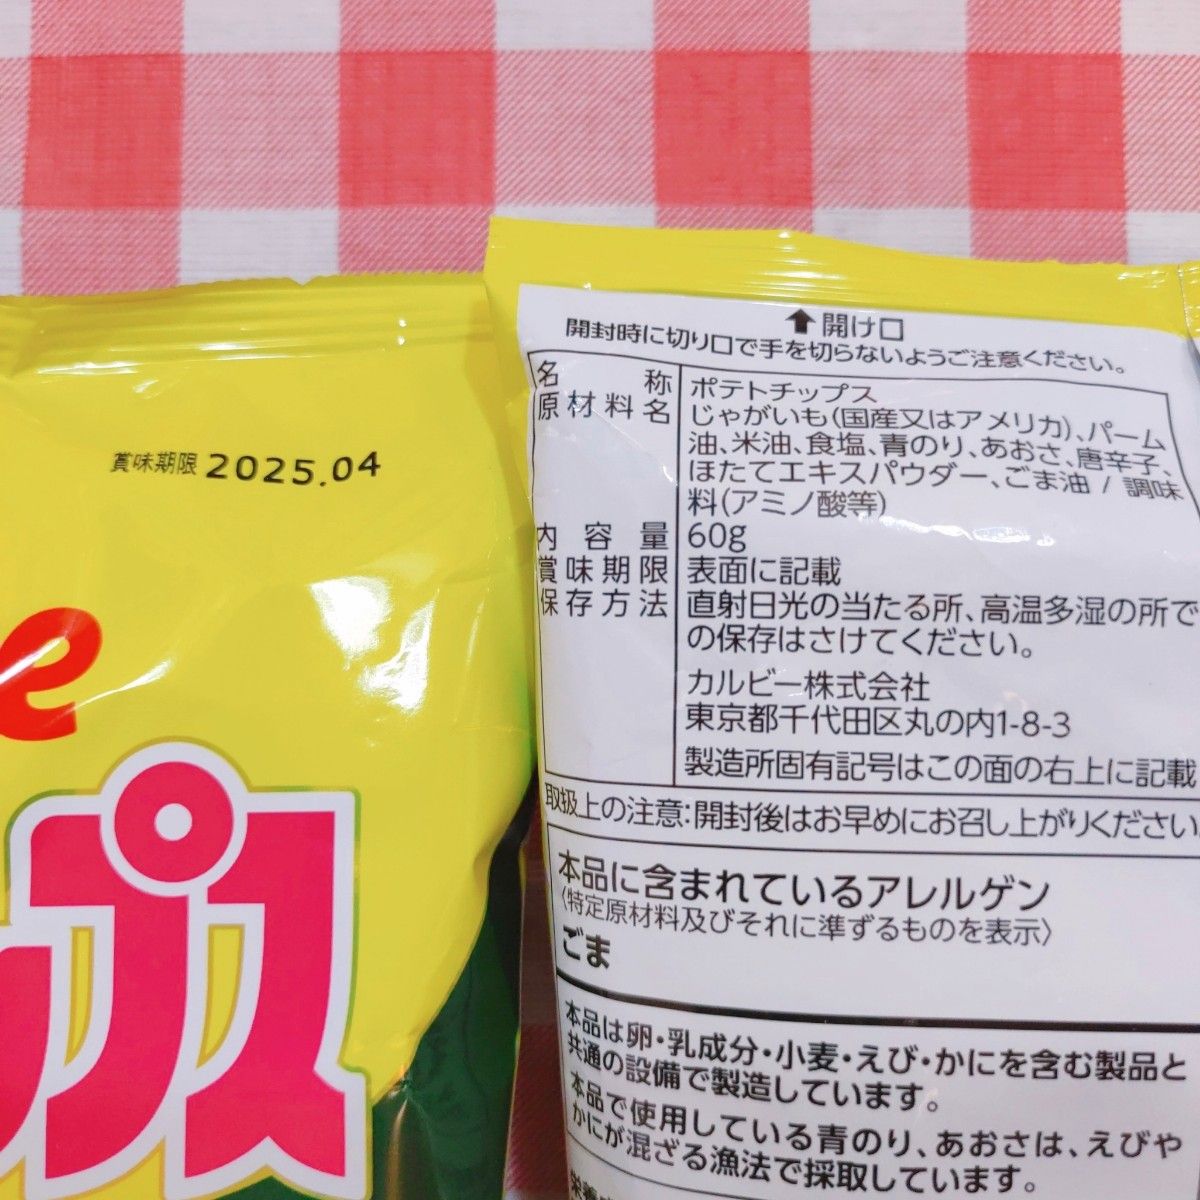 賞味期限 2025.04
e
プス
開け口
開封時に切り口で手を切らないようご注意ください。
名称 ポテトチップス
原材料名 じゃがいも(国産又はアメリカ)、パーム
油、米油、食塩、青のり、あおさ、唐辛子、
ほたてエキスパウダー、ごま油 / 調味
料(アミノ酸等)
内容量 60g
賞味期限 表面に記載
保存方法 直射日光の当たる所、高温多湿の所で
の保存はさけてください。
カルビー株式会社
東京都千代田区丸の内1-8-3
製造所固有記号はこの面の右上に記載
取扱上の注意:開封後はお早めにお召し上がりください
本品に含まれているアレルゲン
〈特定原材料及びそれに準ずるものを表示〉
ごま
本品は卵・乳成分・小麦・えび・かにを含む製品と
共通の設備で製造しています。
本品で使用している青のり、あおさは、えびや
かにが混ざる漁法で採取しています。